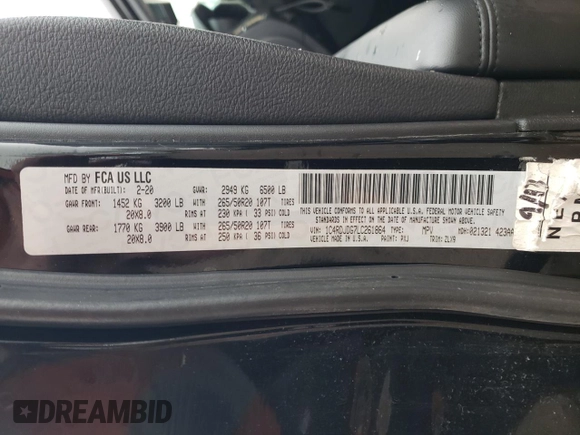 MFD BY FCA US LLC
DATE OF MFR(BUILT): 2-20 GVWR: 2949 KG 6500 LB
GAWR FRONT: 1452 KG 3200 LB WITH 265/50R20 107T TIRES
20X8.0 RIMS AT 230 KPA ( 33 PSI) COLD
GAWR REAR: 1770 KG 3900 LB WITH 265/50R20 107T TIRES
20X8.0 RIMS AT 250 KPA ( 36 PSI) COLD
THIS VEHICLE CONFORMS TO ALL APPLICABLE U.S.A. FEDERAL MOTOR VEHICLE SAFETY
STANDARDS IN EFFECT ON THE DATE OF MANUFACTURE SHOWN ABOVE.
VIN: 1C4RDJDG7LC261864 TYPE: MPV MDH: 021321 423AA
VEHICLE MADE IN U.S.A. PAINT: PXJ TRIM: ZLX9
DREAMBID